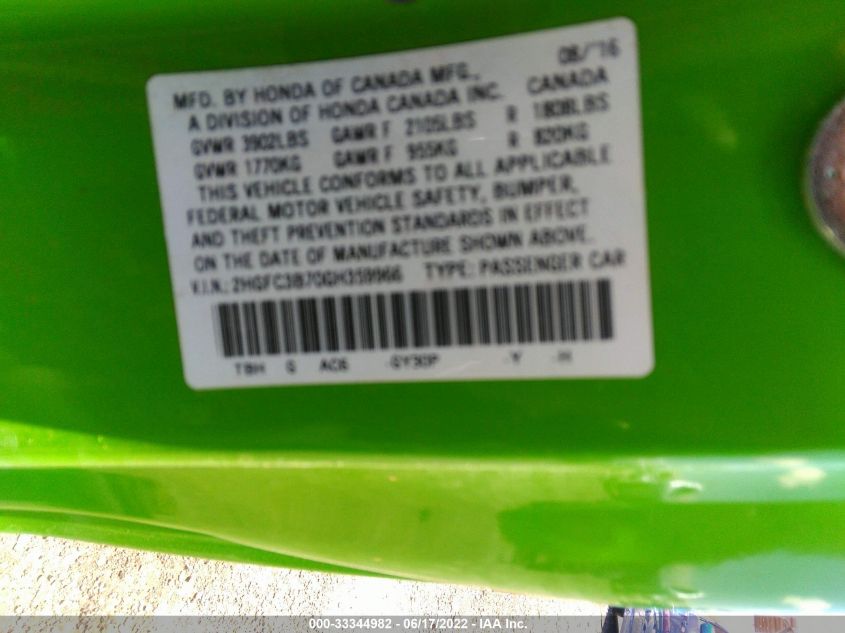 08/'16
MFD. BY HONDA OF CANADA MFG.,
A DIVISION OF HONDA CANADA INC. CANADA
GVWR 3902LBS GAWR F 2105LBS R 1808LBS
GVWR 1770KG GAWR F 955KG R 820KG
THIS VEHICLE CONFORMS TO ALL APPLICABLE
FEDERAL MOTOR VEHICLE SAFETY, BUMPER,
AND THEFT PREVENTION STANDARDS IN EFFECT
ON THE DATE OF MANUFACTURE SHOWN ABOVE.
V.I.N.: 2HGFC3B70GH359966 TYPE: PASSENGER CAR
TBH G AC6 -GY30P -Y -H
000-33344982 - 06/17/2022 - IAA Inc.